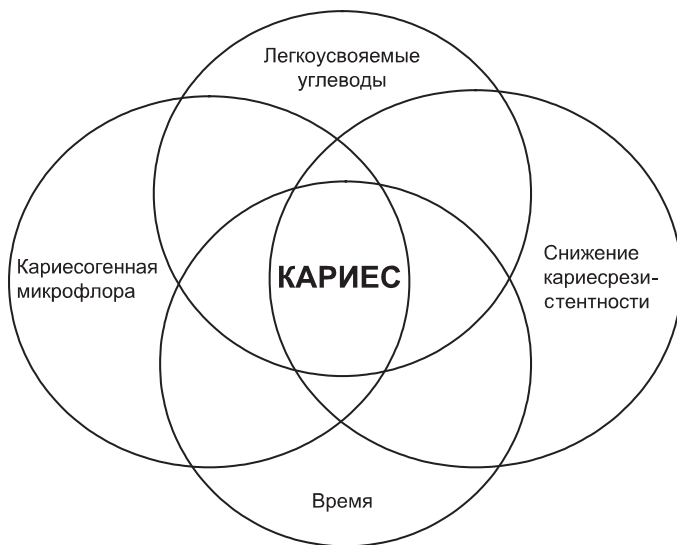 Легкоусвояемые
углеводы
Кариесогенная
микрофлора
КАРИЕС
Снижение
кариесрези-
стентности
Время